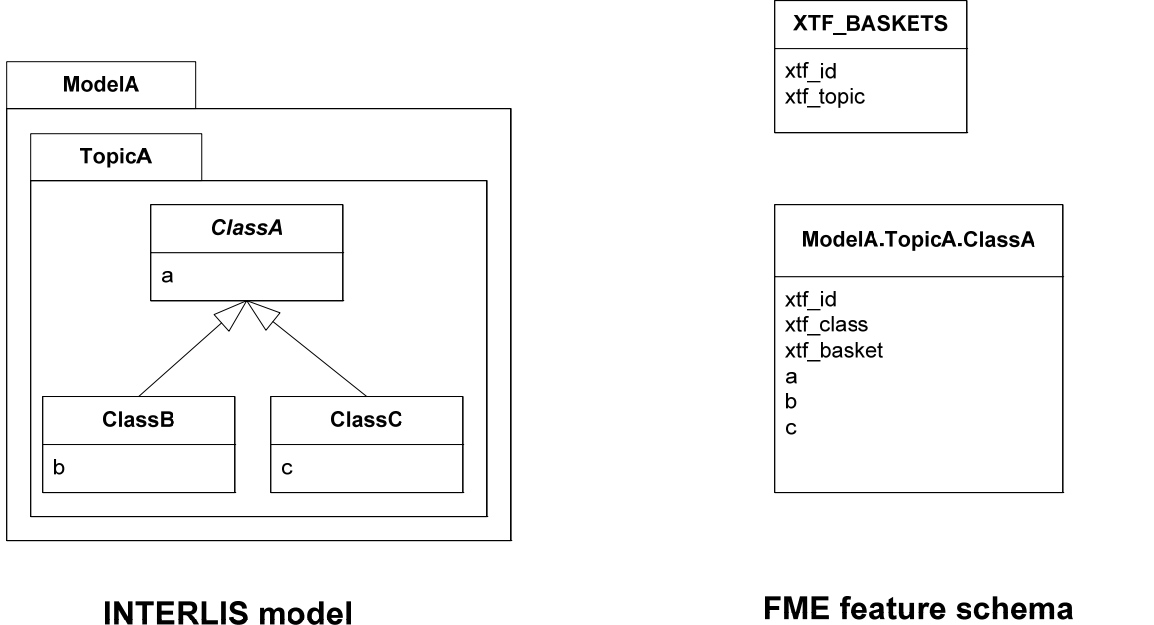 ModelA
TopicA
ClassA
a
ClassB
b
ClassC
c
INTERLIS model
XTF_BASKETS
xtf_id
xtf_topic
ModelA.TopicA.ClassA
xtf_id
xtf_class
xtf_basket
a
b
c
FME feature schema